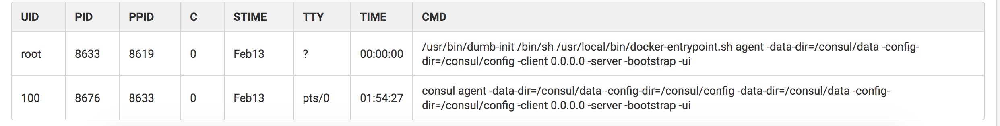 UID PID PPID C STIME TTY TIME CMD
root 8633 8619 0 Feb13 ? 00:00:00 /usr/bin/dumb-init /bin/sh /usr/local/bin/docker-entrypoint.sh agent -data-dir=/consul/data -config-
dir=/consul/config -client 0.0.0.0 -server -bootstrap -ui
100 8676 8633 0 Feb13 pts/0 01:54:27 consul agent -data-dir=/consul/data -config-dir=/consul/config -data-dir=/consul/data -config-
dir=/consul/config -client 0.0.0.0 -server -bootstrap -ui